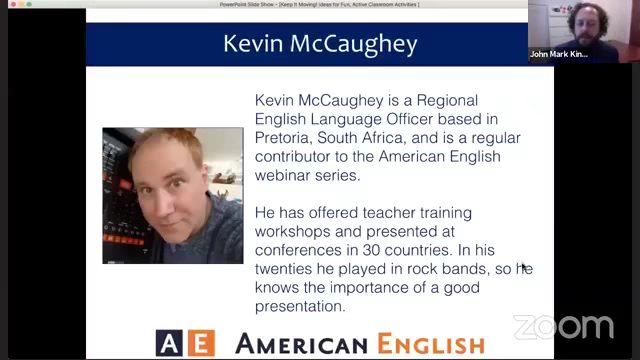 PowerPoint Slide Show - [Keep It Moving! Ideas for Fun, Active Classroom Activities ]
Kevin McCaughey
John Mark Kin...
Kevin McCaughey is a Regional
English Language Officer based in
Pretoria, South Africa, and is a regular
contributor to the American English
webinar series.
He has offered teacher training
workshops and presented at
conferences in 30 countries. In his
twenties he played in rock bands, so he
knows the importance of a good
presentation.
zoom
AE AMERICAN ENGLISH